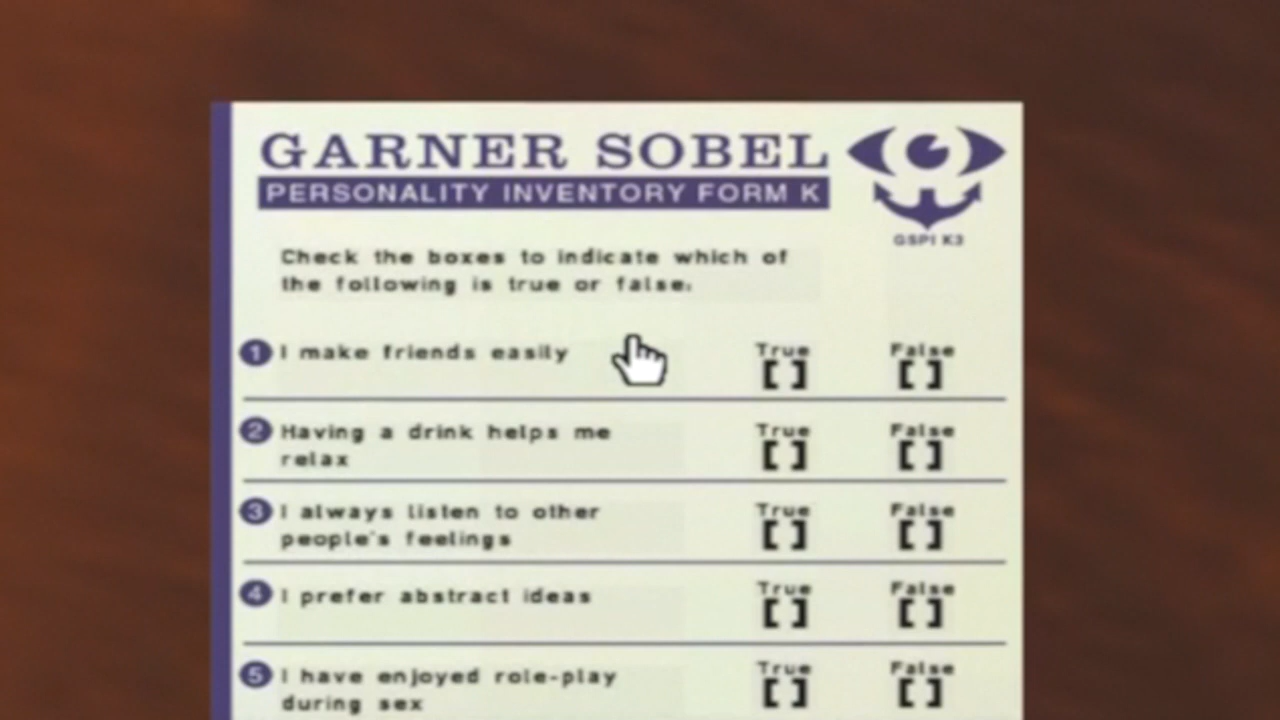 GARNER SOBEL
PERSONALITY INVENTORY FORM K
GSPI K3
Check the boxes to indicate which of
the following is true or false.
1 I make friends easily True False
[ ] [ ]
2 Having a drink helps me True False
relax [ ] [ ]
3 I always listen to other True False
people's feelings [ ] [ ]
4 I prefer abstract ideas True False
[ ] [ ]
5 I have enjoyed role-play True False
during sex [ ] [ ]